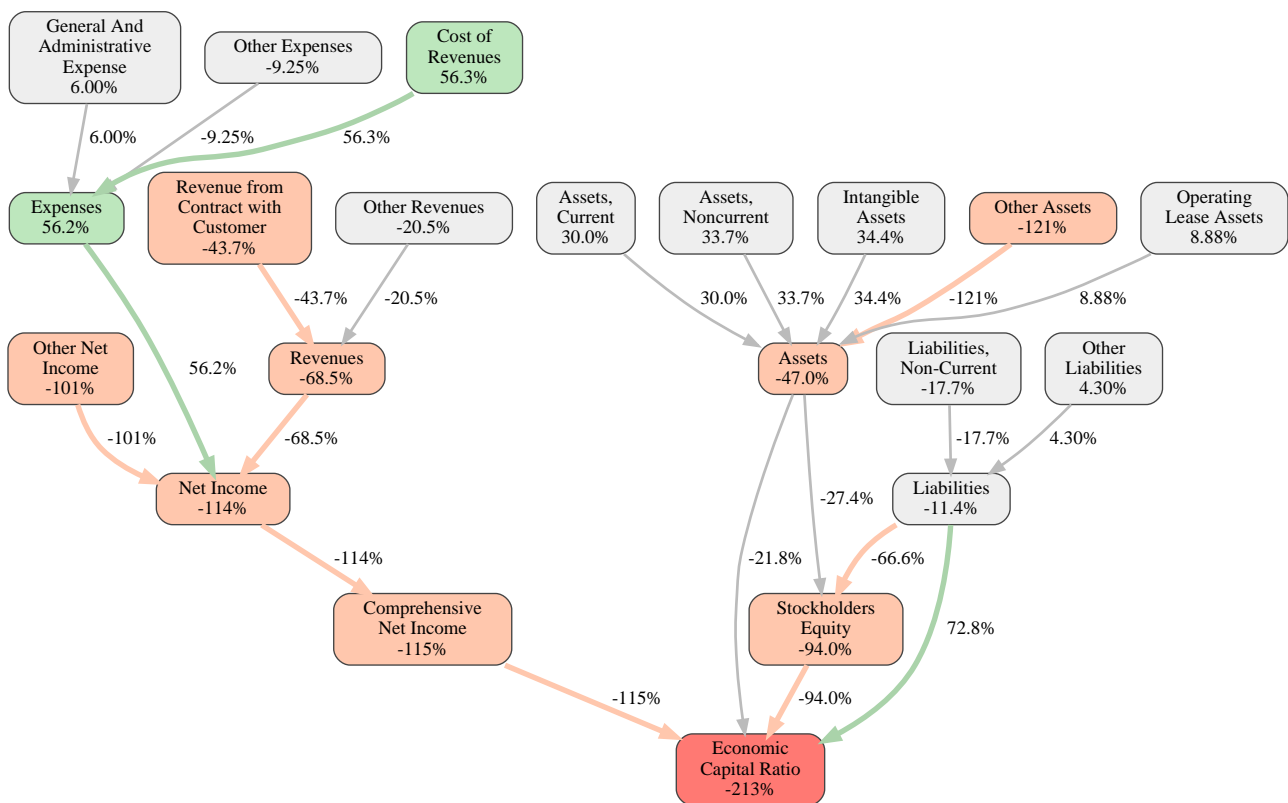 General And
Administrative
Expense
6.00%
Other Expenses
-9.25%
Cost of
Revenues
56.3%
6.00%
-9.25%
56.3%
Expenses
56.2%
Revenue from
Contract with
Customer
-43.7%
Other Revenues
-20.5%
Assets,
Current
30.0%
Assets,
Noncurrent
33.7%
Intangible
Assets
34.4%
Other Assets
-121%
Operating
Lease Assets
8.88%
-43.7%
-20.5%
30.0%
33.7%
34.4%
-121%
8.88%
Other Net
Income
-101%
56.2%
Revenues
-68.5%
Assets
-47.0%
Liabilities,
Non-Current
-17.7%
Other
Liabilities
4.30%
-101%
-68.5%
-17.7%
4.30%
Net Income
-114%
-27.4%
Liabilities
-11.4%
-114%
-21.8%
-66.6%
Comprehensive
Net Income
-115%
Stockholders
Equity
-94.0%
72.8%
-115%
-94.0%
Economic
Capital Ratio
-213%